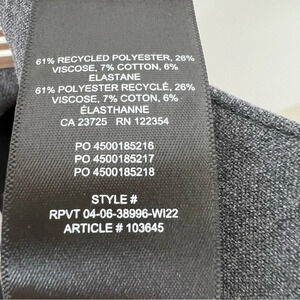 61% RECYCLED POLYESTER, 26%
VISCOSE, 7% COTTON, 6%
ELASTANE
61% POLYESTER RECYCLÉ, 26%
VISCOSE, 7% COTON, 6%
ÉLASTHANNE
CA 23725 RN 122354
PO 4500185216
PO 4500185217
PO 4500185218
STYLE #
RPVT 04-06-38996-WI22
ARTICLE # 103645